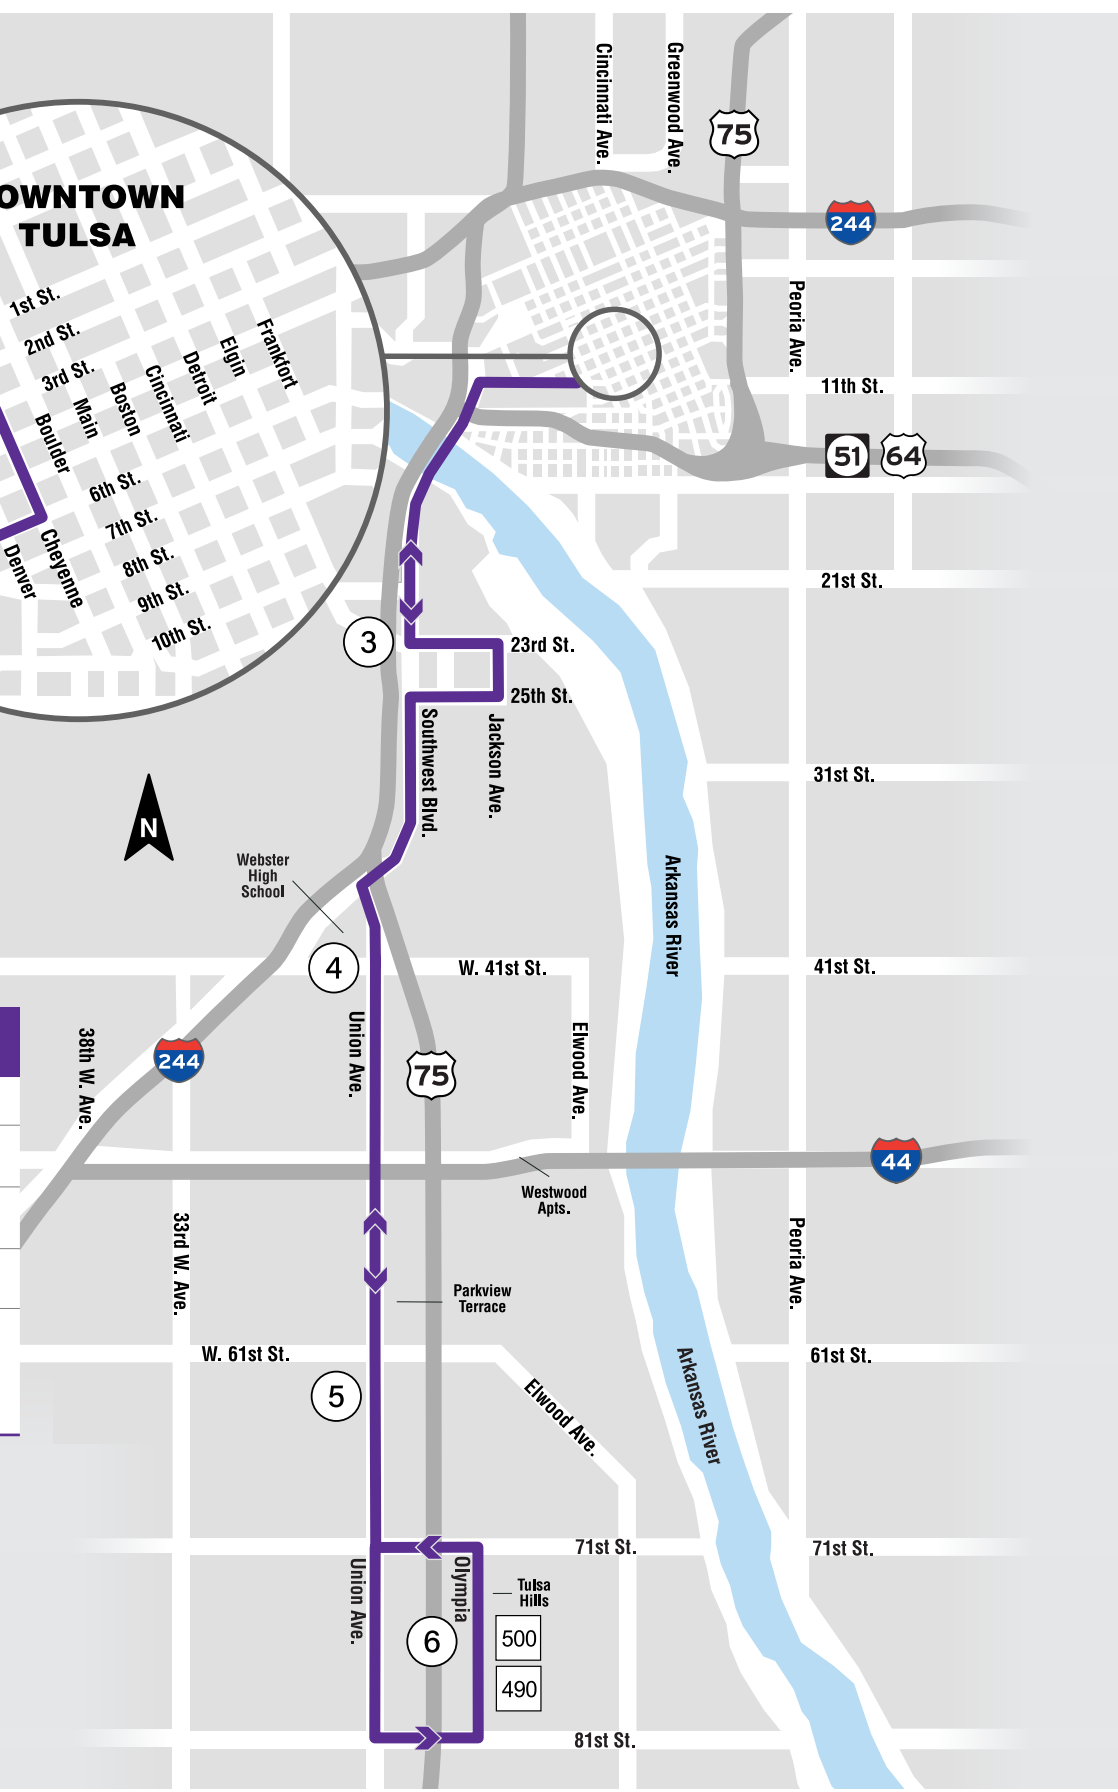 Cincinnati Ave.
Greenwood Ave.
75
244
OWNTOWN
TULSA
1st St.
2nd St.
3rd St.
Frankfort
Elgin
Detroit
Cincinnati
Boston
Main
Boulder
6th St.
7th St.
8th St.
9th St.
10th St.
Cheyenne
Denver
Peoria Ave.
11th St.
51
64
21st St.
3
23rd St.
25th St.
Southwest Blvd.
Jackson Ave.
31st St.
N
Webster
High
School
Arkansas River
4
W. 41st St.
41st St.
38th W. Ave.
244
Union Ave.
75
Elwood Ave.
44
Westwood
Apts.
33rd W. Ave.
Peoria Ave.
Parkview
Terrace
W. 61st St.
61st St.
5
Elwood Ave.
Arkansas River
71st St.
71st St.
Union Ave.
Olympia
Tulsa
Hills
6
500
490
81st St.